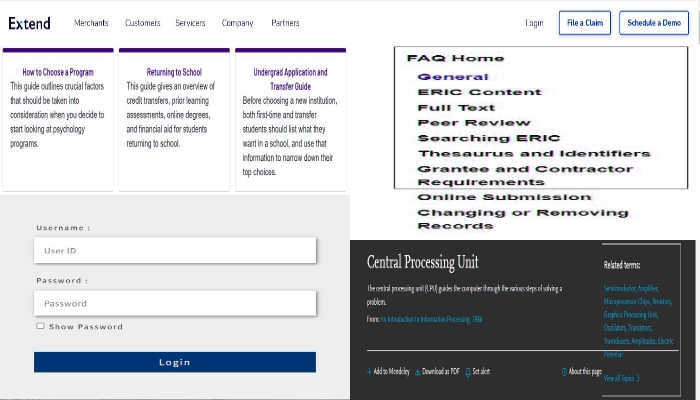 Extend
Merchants Customers Servicers Company Partners
Login File a Claim Schedule a Demo
How to Choose a Program
This guide outlines crucial factors
that should be taken into
consideration when you decide to
start looking at psychology
programs.
Returning to School
This guide gives an overview of
credit transfers, prior learning
assessments, online degrees,
and financial aid for students
returning to school.
Undergrad Application and
Transfer Guide
Before choosing a new institution,
both first-time and transfer
students should list what they
want in a school, and use that
information to narrow down their
top choices.
FAQ Home
General
ERIC Content
Full Text
Peer Review
Searching ERIC
Thesaurus and Identifiers
Grantee and Contractor
Requirements
Online Submission
Changing or Removing
Records
Username :
User ID
Password :
Password
Show Password
Login
Central Processing Unit
The central processing unit (CPU) guides the computer through the various steps of solving a
problem.
From: An Introduction to Information Processing, 1986
Add to Mendeley Download as PDF Set alert About this page
Related terms:
Semiconductor, Amplifier,
Microprocessor Chips, Resistors,
Graphics Processing Unit,
Oscillators, Transistors,
Transducers, Amplitudes, Electric
Potential
View all Topics